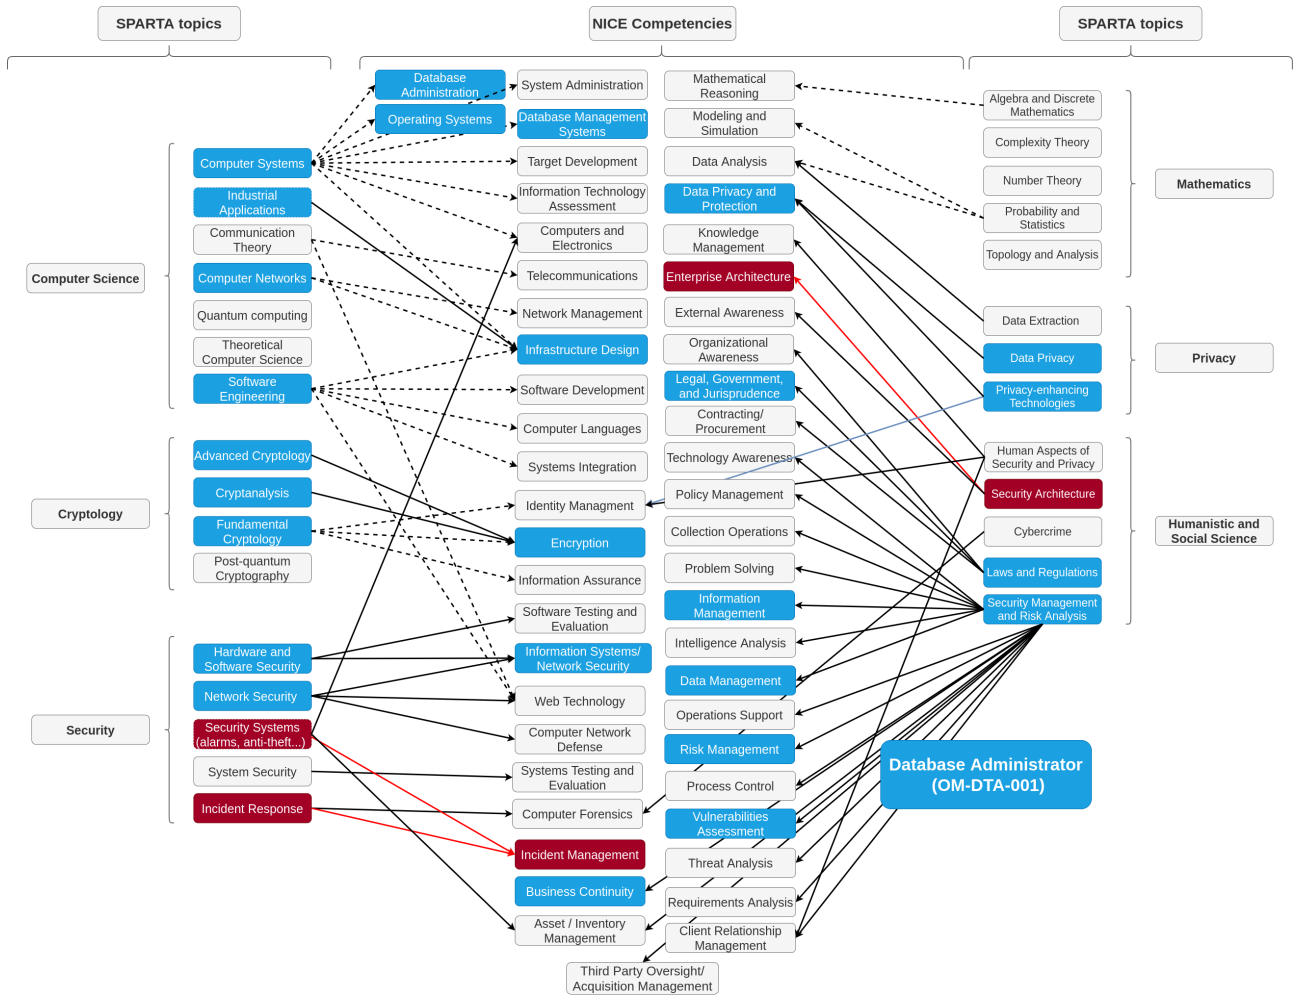 SPARTA topics
NICE Competencies
SPARTA topics
Computer Science
Computer Systems
Industrial
Applications
Communication
Theory
Computer Networks
Quantum computing
Theoretical
Computer Science
Software
Engineering
Cryptology
Advanced Cryptology
Cryptanalysis
Fundamental
Cryptology
Post-quantum
Cryptography
Security
Hardware and
Software Security
Network Security
Security Systems
(alarms, anti-theft...)
System Security
Incident Response
Database
Administration
Operating Systems
System Administration
Database Management
Systems
Target Development
Information Technology
Assessment
Computers and
Electronics
Telecommunications
Network Management
Infrastructure Design
Software Development
Computer Languages
Systems Integration
Identity Managment
Encryption
Information Assurance
Software Testing and
Evaluation
Information Systems/
Network Security
Web Technology
Computer Network
Defense
Systems Testing and
Evaluation
Computer Forensics
Incident Management
Business Continuity
Asset / Inventory
Management
Third Party Oversight/
Acquisition Management
Mathematical
Reasoning
Modeling and
Simulation
Data Analysis
Data Privacy and
Protection
Knowledge
Management
Enterprise Architecture
External Awareness
Organizational
Awareness
Legal, Government,
and Jurisprudence
Contracting/
Procurement
Technology Awareness
Policy Management
Collection Operations
Problem Solving
Information
Management
Intelligence Analysis
Data Management
Operations Support
Risk Management
Process Control
Vulnerabilities
Assessment
Threat Analysis
Requirements Analysis
Client Relationship
Management
Algebra and Discrete
Mathematics
Complexity Theory
Number Theory
Probability and
Statistics
Topology and Analysis
Mathematics
Data Extraction
Data Privacy
Privacy-enhancing
Technologies
Privacy
Human Aspects of
Security and Privacy
Security Architecture
Cybercrime
Laws and Regulations
Security Management
and Risk Analysis
Humanistic and
Social Science
Database Administrator
(OM-DTA-001)